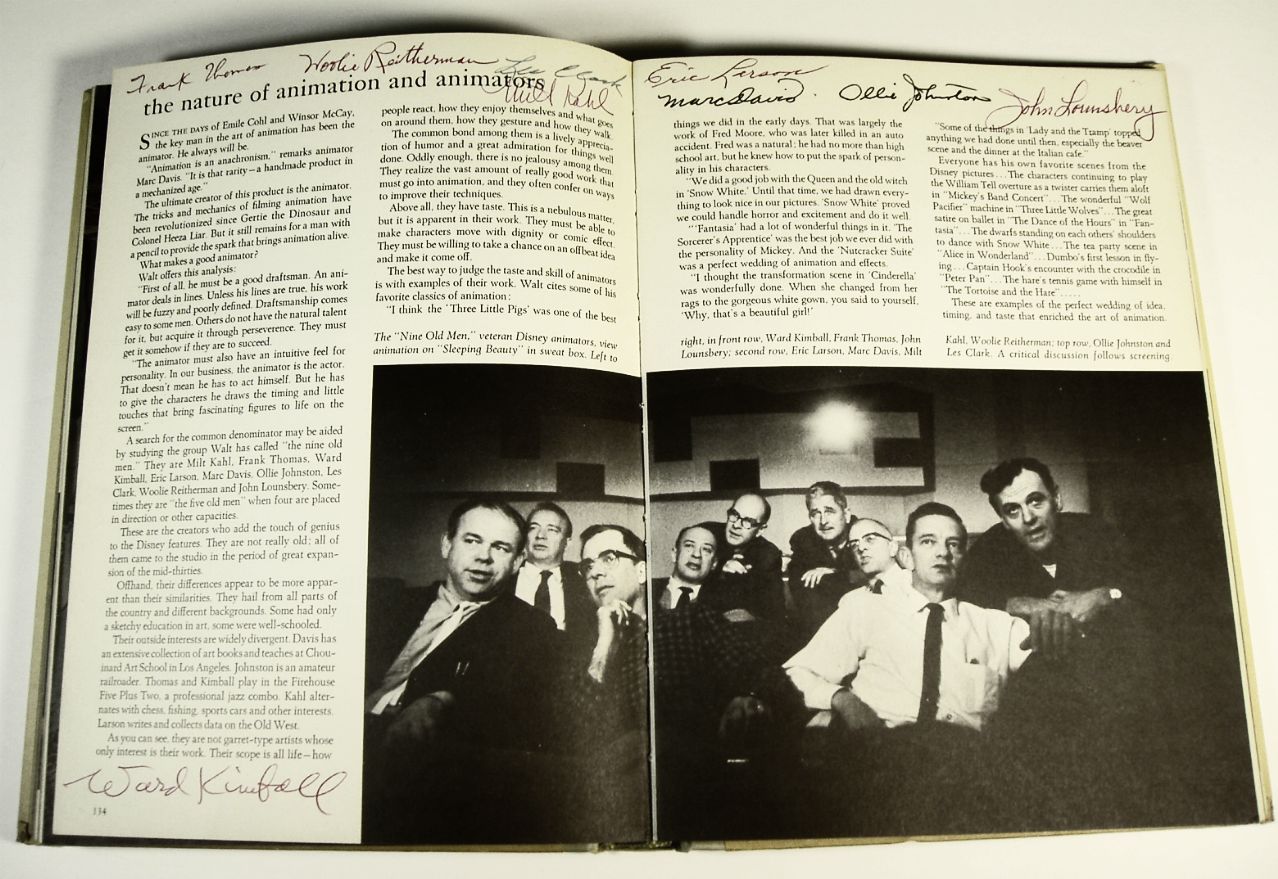 Frank Thomas Woolie Reitherman Les Clark
Milt Kahl
the nature of animation and animators
SINCE THE DAYS of Emile Cohl and Winsor McCay,
the key man in the art of animation has been the
animator. He always will be.
"Animation is an anachronism," remarks animator
Marc Davis. "It is that rarity—a handmade product in
a mechanized age."
The ultimate creator of this product is the animator.
The tricks and mechanics of filming animation have
been revolutionized since Gertie the Dinosaur and
Colonel Heeza Liar. But it still remains for a man with
a pencil to provide the spark that brings animation alive.
What makes a good animator?
Walt offers this analysis:
"First of all, he must be a good draftsman. An ani-
mator deals in lines. Unless his lines are true, his work
will be fuzzy and poorly defined. Draftsmanship comes
easy to some men. Others do not have the natural talent
for it, but acquire it through perseverence. They must
get it somehow if they are to succeed.
"The animator must also have an intuitive feel for
personality. In our business, the animator is the actor.
That doesn't mean he has to act himself. But he has
to give the characters he draws the timing and little
touches that bring fascinating figures to life on the
screen."
A search for the common denominator may be aided
by studying the group Walt has called "the nine old
men." They are Milt Kahl, Frank Thomas, Ward
Kimball, Eric Larson, Marc Davis, Ollie Johnston, Les
Clark, Woolie Reitherman and John Lounsbery. Some-
times they are "the five old men" when four are placed
in direction or other capacities.
These are the creators who add the touch of genius
to the Disney features. They are not really old; all of
them came to the studio in the period of great expan-
sion of the mid-thirties.
Offhand, their differences appear to be more appar-
ent than their similarities. They hail from all parts of
the country and different backgrounds. Some had only
a sketchy education in art, some were well-schooled.
Their outside interests are widely divergent. Davis has
an extensive collection of art books and teaches at Chou-
inard Art School in Los Angeles. Johnston is an amateur
railroader. Thomas and Kimball play in the Firehouse
Five Plus Two, a professional jazz combo. Kahl alter-
nates with chess, fishing, sports cars and other interests.
Larson writes and collects data on the Old West.
As you can see, they are not garret-type artists whose
only interest is their work. Their scope is all life—how
Ward Kimball
134
people react, how they enjoy themselves and what goes
on around them, how they gesture and how they walk.
The common bond among them is a lively apprecia-
tion of humor and a great admiration for things well
done. Oddly enough, there is no jealousy among them.
They realize the vast amount of really good work that
must go into animation, and they often confer on ways
to improve their techniques.
Above all, they have taste. This is a nebulous matter,
but it is apparent in their work. They must be able to
make characters move with dignity or comic effect.
They must be willing to take a chance on an offbeat idea
and make it come off.
The best way to judge the taste and skill of animators
is with examples of their work. Walt cites some of his
favorite classics of animation:
"I think the 'Three Little Pigs' was one of the best
The "Nine Old Men," veteran Disney animators, view
animation on "Sleeping Beauty" in sweat box. Left to
Eric Larson
Marc Davis. Ollie Johnston John Lounsbery
things we did in the early days. That was largely the
work of Fred Moore, who was later killed in an auto
accident. Fred was a natural; he had no more than high
school art, but he knew how to put the spark of person-
ality in his characters.
"We did a good job with the Queen and the old witch
in 'Snow White.' Until that time, we had drawn every-
thing to look nice in our pictures. 'Snow White' proved
we could handle horror and excitement and do it well.
"'Fantasia' had a lot of wonderful things in it. 'The
Sorcerer's Apprentice' was the best job we ever did with
the personality of Mickey. And the 'Nutcracker Suite'
was a perfect wedding of animation and effects.
"I thought the transformation scene in 'Cinderella'
was wonderfully done. When she changed from her
rags to the gorgeous white gown, you said to yourself,
'Why, that's a beautiful girl!'
right, in front row, Ward Kimball, Frank Thomas, John
Lounsbery; second row, Eric Larson, Marc Davis, Milt
"Some of the things in 'Lady and the Tramp' topped
anything we had done until then, especially the beaver
scene and the dinner at the Italian cafe."
Everyone has his own favorite scenes from the
Disney pictures... The characters continuing to play
the William Tell overture as a twister carries them aloft
in "Mickey's Band Concert"... The wonderful "Wolf
Pacifier" machine in "Three Little Wolves"... The great
satire on ballet in "The Dance of the Hours" in "Fan-
tasia"... The dwarfs standing on each others' shoulders
to dance with Snow White... The tea party scene in
"Alice in Wonderland"... Dumbo's first lesson in fly-
ing... Captain Hook's encounter with the crocodile in
"Peter Pan"... The hare's tennis game with himself in
"The Tortoise and the Hare".....
These are examples of the perfect wedding of idea,
timing, and taste that enriched the art of animation.
Kahl, Woolie Reitherman; top row, Ollie Johnston and
Les Clark. A critical discussion follows screening.